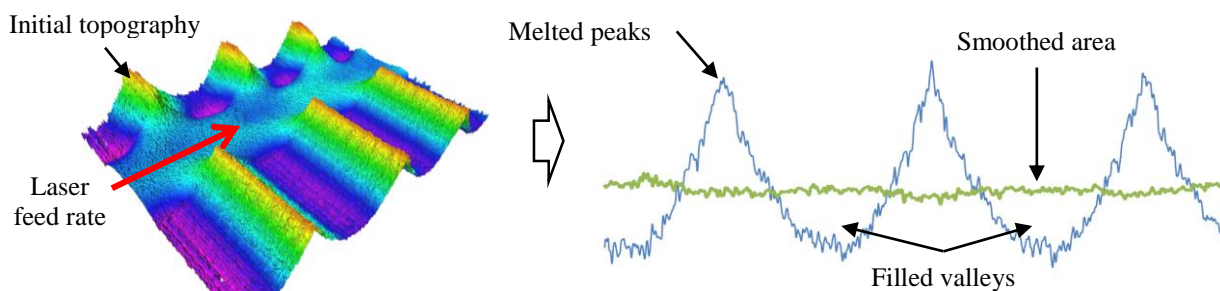 Initial topography
Laser
feed rate
Melted peaks
Smoothed area
Filled valleys